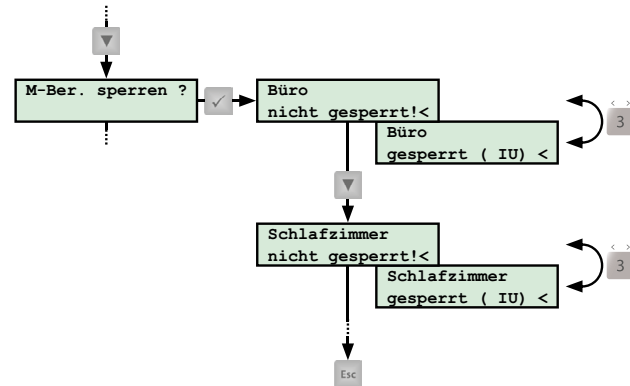 M-Ber. sperren ?
Büro
nicht gesperrt!<
Büro
gesperrt ( IU) <
< >
3
Schlafzimmer
nicht gesperrt!<
Schlafzimmer
gesperrt ( IU) <
< >
3
Esc